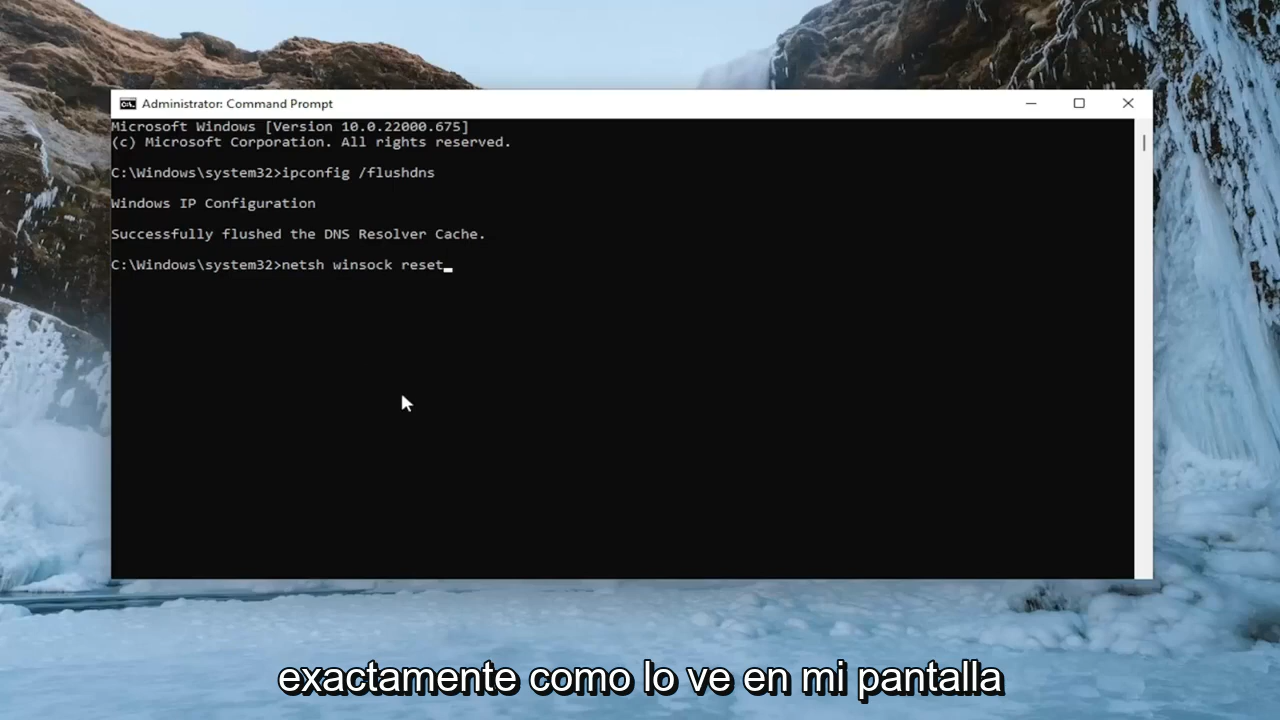 Administrator: Command Prompt
Microsoft Windows [Version 10.0.22000.675]
(c) Microsoft Corporation. All rights reserved.
C:\Windows\system32>ipconfig /flushdns
Windows IP Configuration
Successfully flushed the DNS Resolver Cache.
C:\Windows\system32>netsh winsock reset
exactamente como lo ve en mi pantalla